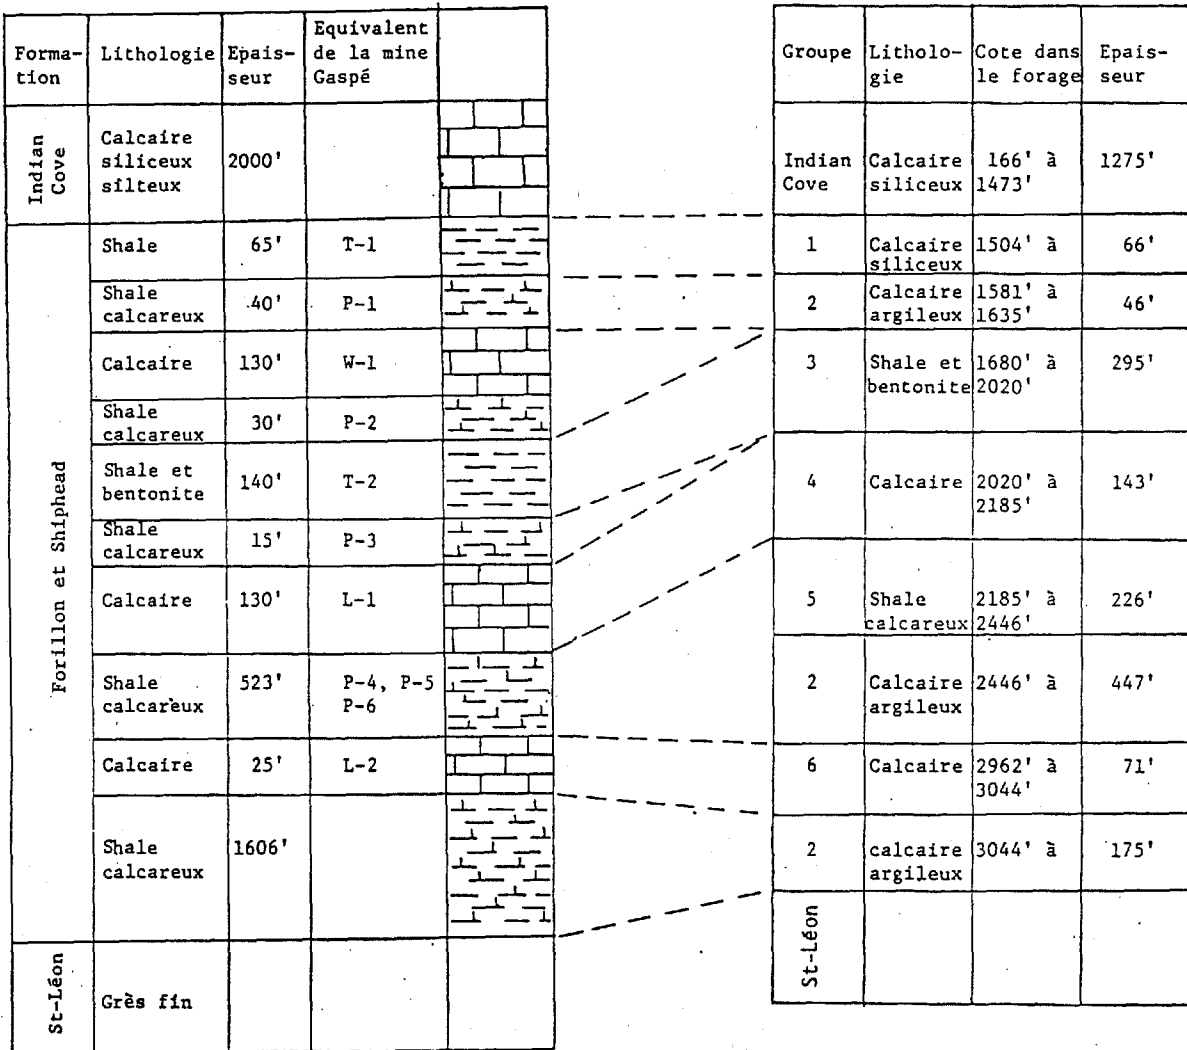 Forma-
tion
Lithologie
Epais-
seur
Equivalent
de la mine
Gaspé
Indian
Cove
Calcaire
siliceux
silteux
2000'
Forillon et Shiphead
Shale
65'
T-1
Shale
calcareux
40'
P-1
Calcaire
130'
W-1
Shale
calcareux
30'
P-2
Shale et
bentonite
140'
T-2
Shale
calcareux
15'
P-3
Calcaire
130'
L-1
Shale
calcareux
523'
P-4, P-5
P-6
Calcaire
25'
L-2
Shale
calcareux
1606'
St-Léon
Grès fin
Groupe
Litholo-
gie
Cote dans
le forage
Epais-
seur
Indian
Cove
Calcaire
siliceux
166' à
1473'
1275'
1
Calcaire
siliceux
1504' à
66'
2
Calcaire
argileux
1581' à
1635'
46'
3
Shale et
bentonite
1680' à
2020'
295'
4
Calcaire
2020' à
2185'
143'
5
Shale
calcareux
2185' à
2446'
226'
2
Calcaire
argileux
2446' à
447'
6
Calcaire
2962' à
3044'
71'
2
calcaire
argileux
3044' à
175'
St-Léon